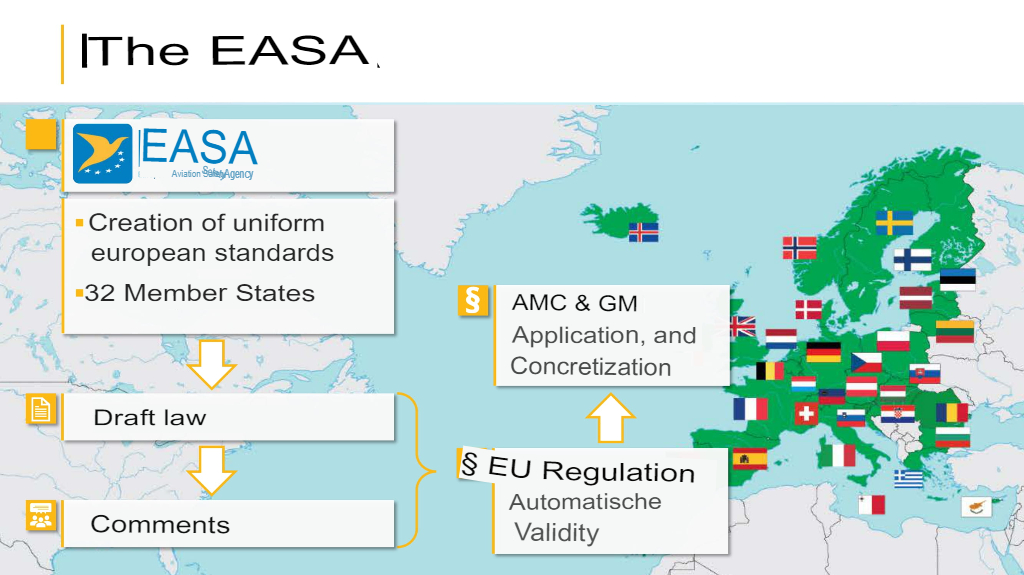 The EASA
EASA
Aviation Safety Agency
Creation of uniform
european standards
32 Member States
Draft law
Comments
§
AMC & GM
Application, and
Concretization
§ EU Regulation
Automatische
Validity